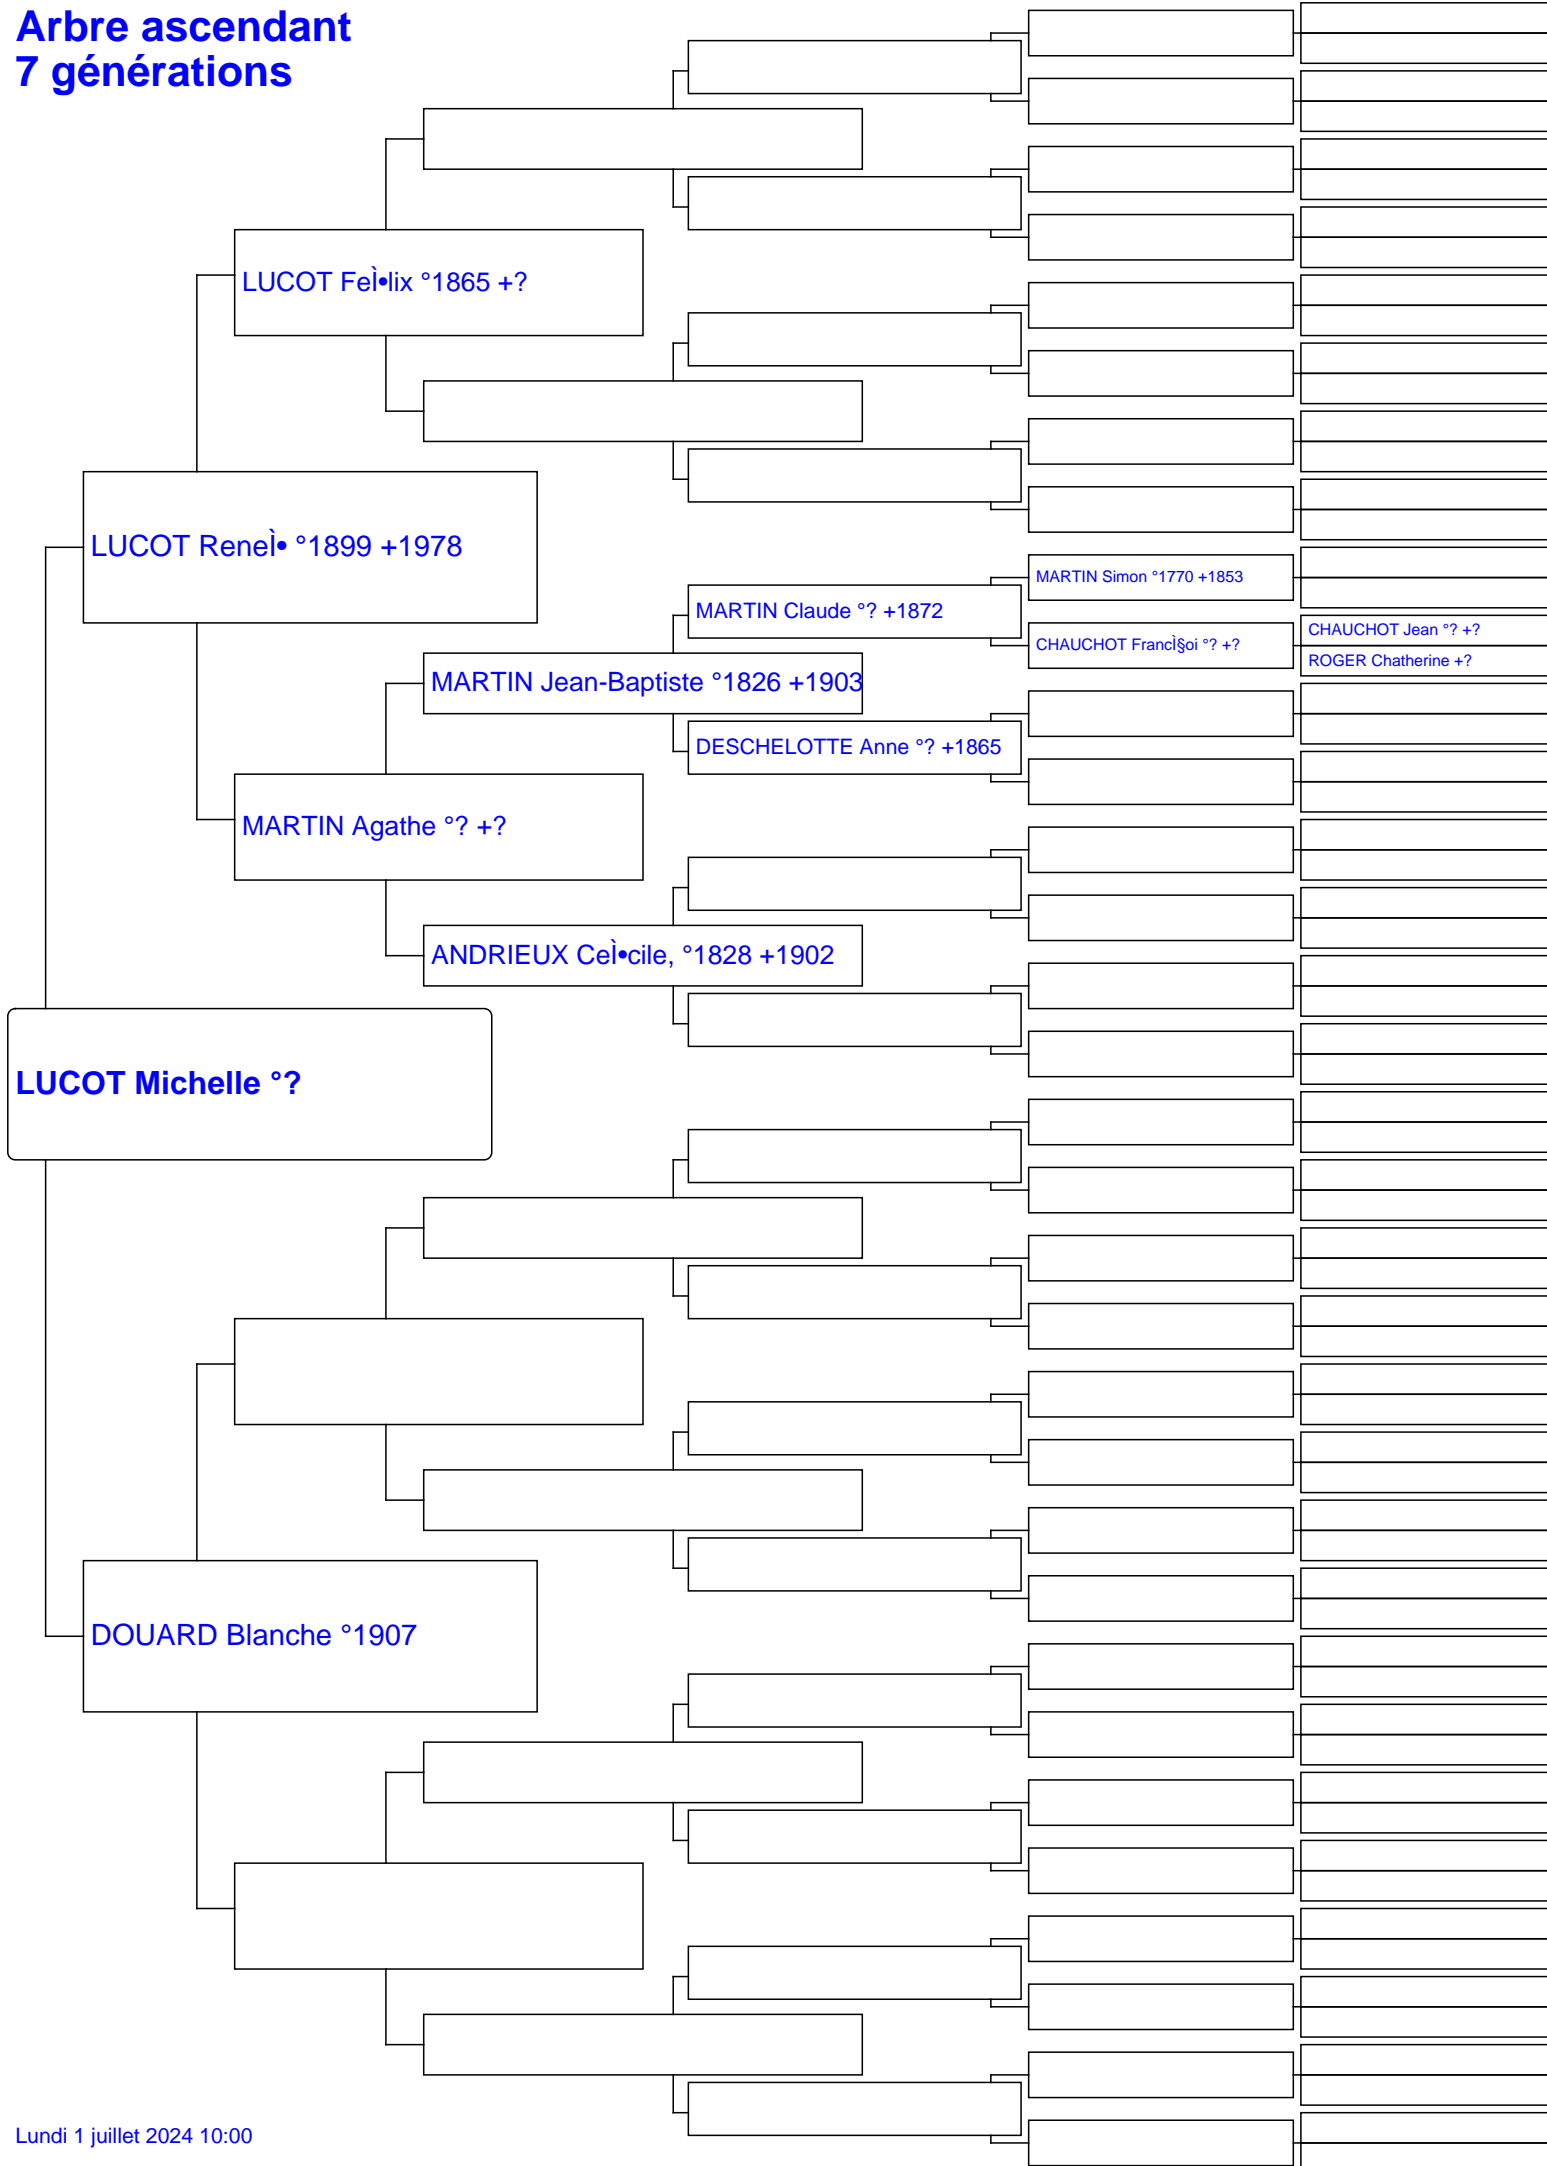 Arbre ascendant
7 générations
LUCOT FeÌ•lix °1865 +?
LUCOT ReneÌ• °1899 +1978
MARTIN Simon °1770 +1853
MARTIN Claude °? +1872
CHAUCHOT FrancÌ§oi °? +?
CHAUCHOT Jean °? +?
ROGER Chatherine +?
MARTIN Jean-Baptiste °1826 +1903
DESCHELOTTE Anne °? +1865
MARTIN Agathe °? +?
ANDRIEUX CeÌ•cile, °1828 +1902
LUCOT Michelle °?
DOUARD Blanche °1907
Lundi 1 juillet 2024 10:00